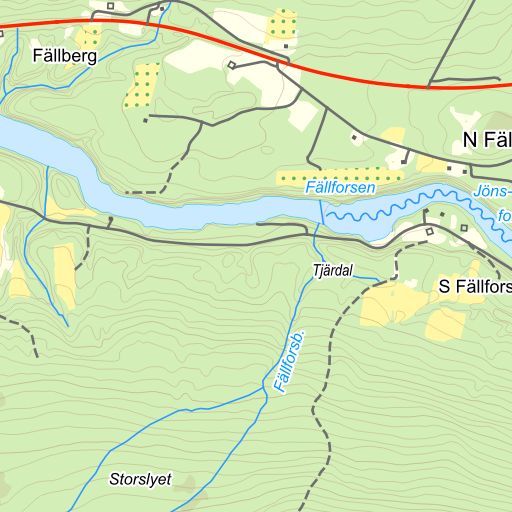 Fällberg
N Fäl
Fällforsen
Jöns-
fo
Tjärdal
S Fällfors
Fällforsb.
Storslyet